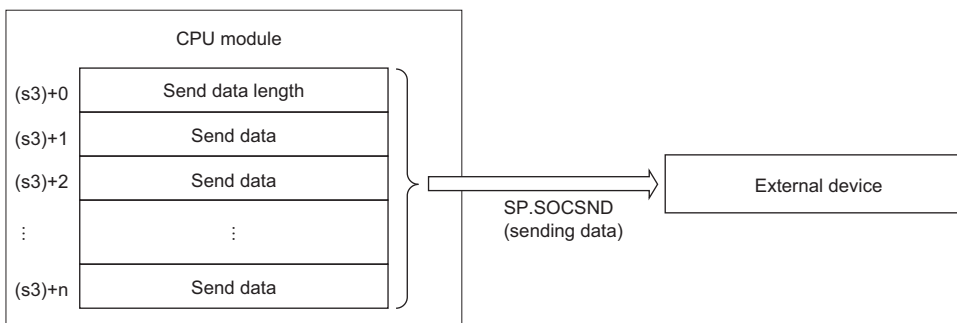 CPU module
(s3)+0 Send data length
(s3)+1 Send data
(s3)+2 Send data
⋮ ⋮
(s3)+n Send data
SP.SOCSND
(sending data)
External device